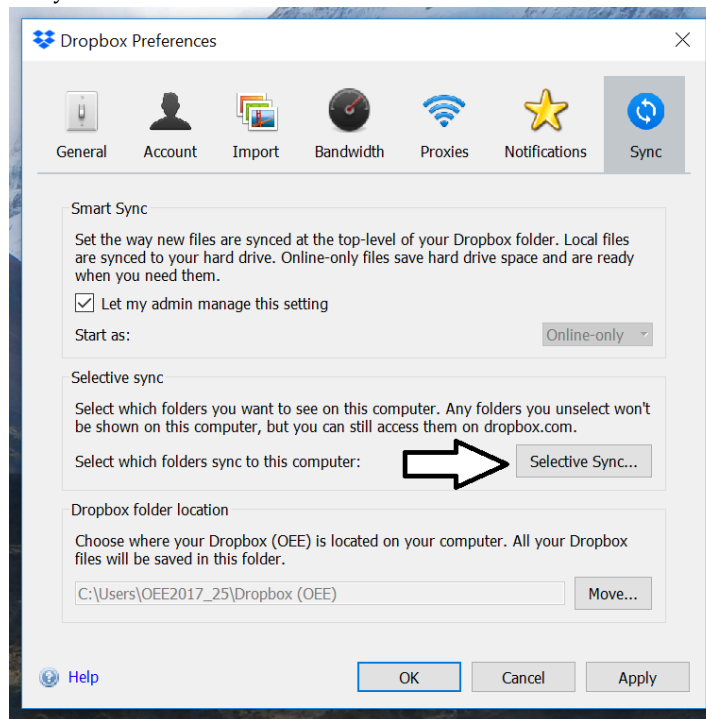 Dropbox Preferences
General Account Import Bandwidth Proxies Notifications Sync
Smart Sync
Set the way new files are synced at the top-level of your Dropbox folder. Local files
are synced to your hard drive. Online-only files save hard drive space and are ready
when you need them.
Let my admin manage this setting
Start as: Online-only
Selective sync
Select which folders you want to see on this computer. Any folders you unselect won't
be shown on this computer, but you can still access them on dropbox.com.
Select which folders sync to this computer: Selective Sync...
Dropbox folder location
Choose where your Dropbox (OEE) is located on your computer. All your Dropbox
files will be saved in this folder.
C:\Users\OEE2017_25\Dropbox (OEE) Move...
Help OK Cancel Apply